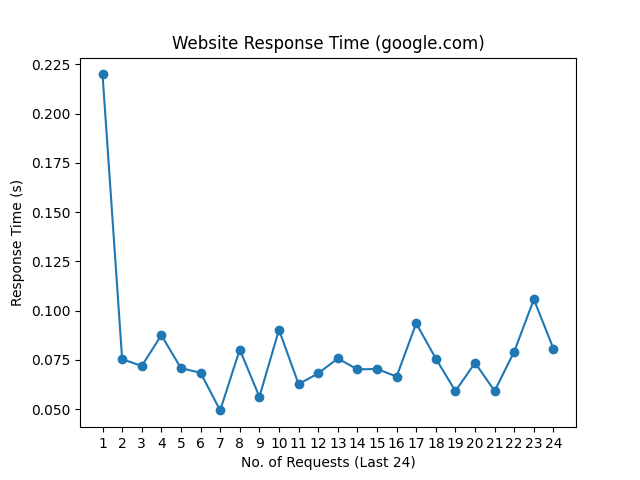 Website Response Time (google.com)
0.225
0.200
0.175
0.150
0.125
0.100
0.075
0.050
Response Time (s)
1 2 3 4 5 6 7 8 9 10 11 12 13 14 15 16 17 18 19 20 21 22 23 24
No. of Requests (Last 24)